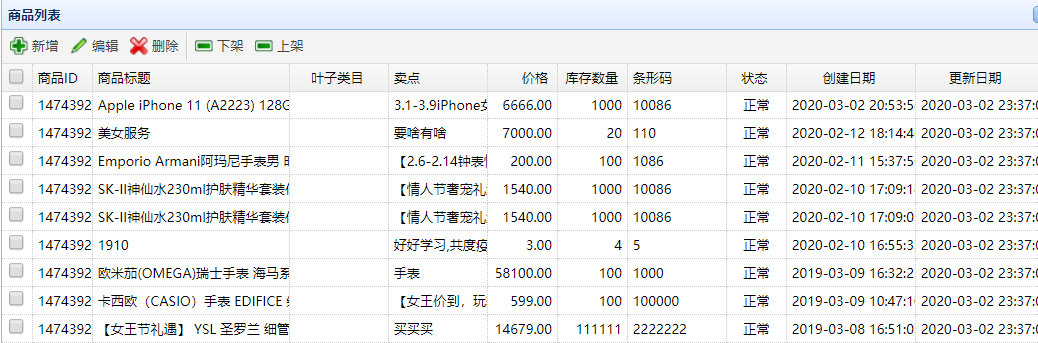 商品列表
新增 编辑 删除 下架 上架
商品ID 商品标题 叶子类目 卖点 价格 库存数量 条形码 状态 创建日期 更新日期
1474392 Apple iPhone 11 (A2223) 128G 3.1-3.9iPhone女 6666.00 1000 10086 正常 2020-03-02 20:53:5 2020-03-02 23:37:0
1474392 美女服务 要啥有啥 7000.00 20 110 正常 2020-02-12 18:14:4 2020-03-02 23:37:0
1474392 Emporio Armani阿玛尼手表男 200.00 100 1086 正常 2020-02-11 15:37:5 2020-03-02 23:37:0 【2.6-2.14钟表
1474392 SK-II神仙水230ml护肤精华套装 【情人节奢宠礼 1540.00 1000 10086 正常 2020-02-10 17:09:1 2020-03-02 23:37:0
1474392 SK-II神仙水230ml护肤精华套装 【情人节奢宠礼 1540.00 1000 10086 正常 2020-02-10 17:09:0 2020-03-02 23:37:0
1474392 1910 好好学习,共度疫 3.00 4 5 正常 2020-02-10 16:55:3 2020-03-02 23:37:0
1474392 欧米茄(OMEGA)瑞士手表 海马系 手表 58100.00 100 1000 正常 2019-03-09 16:32:2 2020-03-02 23:37:0
1474392 卡西欧（CASIO）手表 EDIFICE 【女王价到，玩 599.00 100 100000 正常 2019-03-09 10:47:1 2020-03-02 23:37:0
1474392 【女王节礼遇】 YSL 圣罗兰 细管 买买买 14679.00 111111 2222222 正常 2019-03-08 16:51:0 2020-03-02 23:37:0